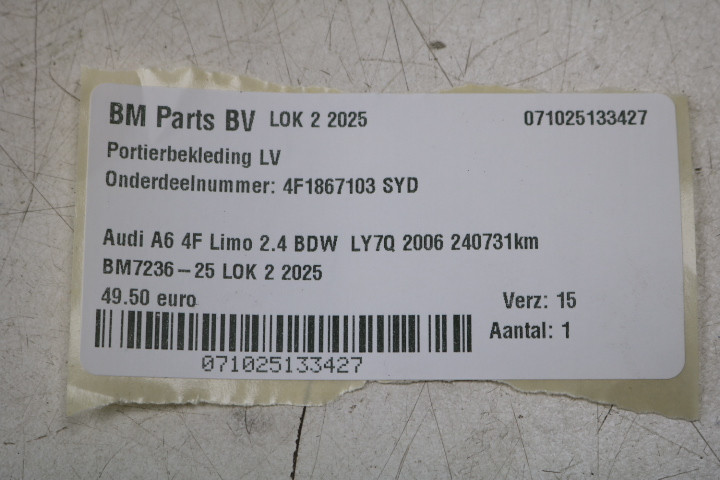 BM Parts BV LOK 2 2025 071025133427
Portierbekleding LV
Onderdeelnummer: 4F1867103 SYD
Audi A6 4F Limo 2.4 BDW LY7Q 2006 240731km
BM7236-25 LOK 2 2025
49.50 euro Verz: 15
Aantal: 1
071025133427